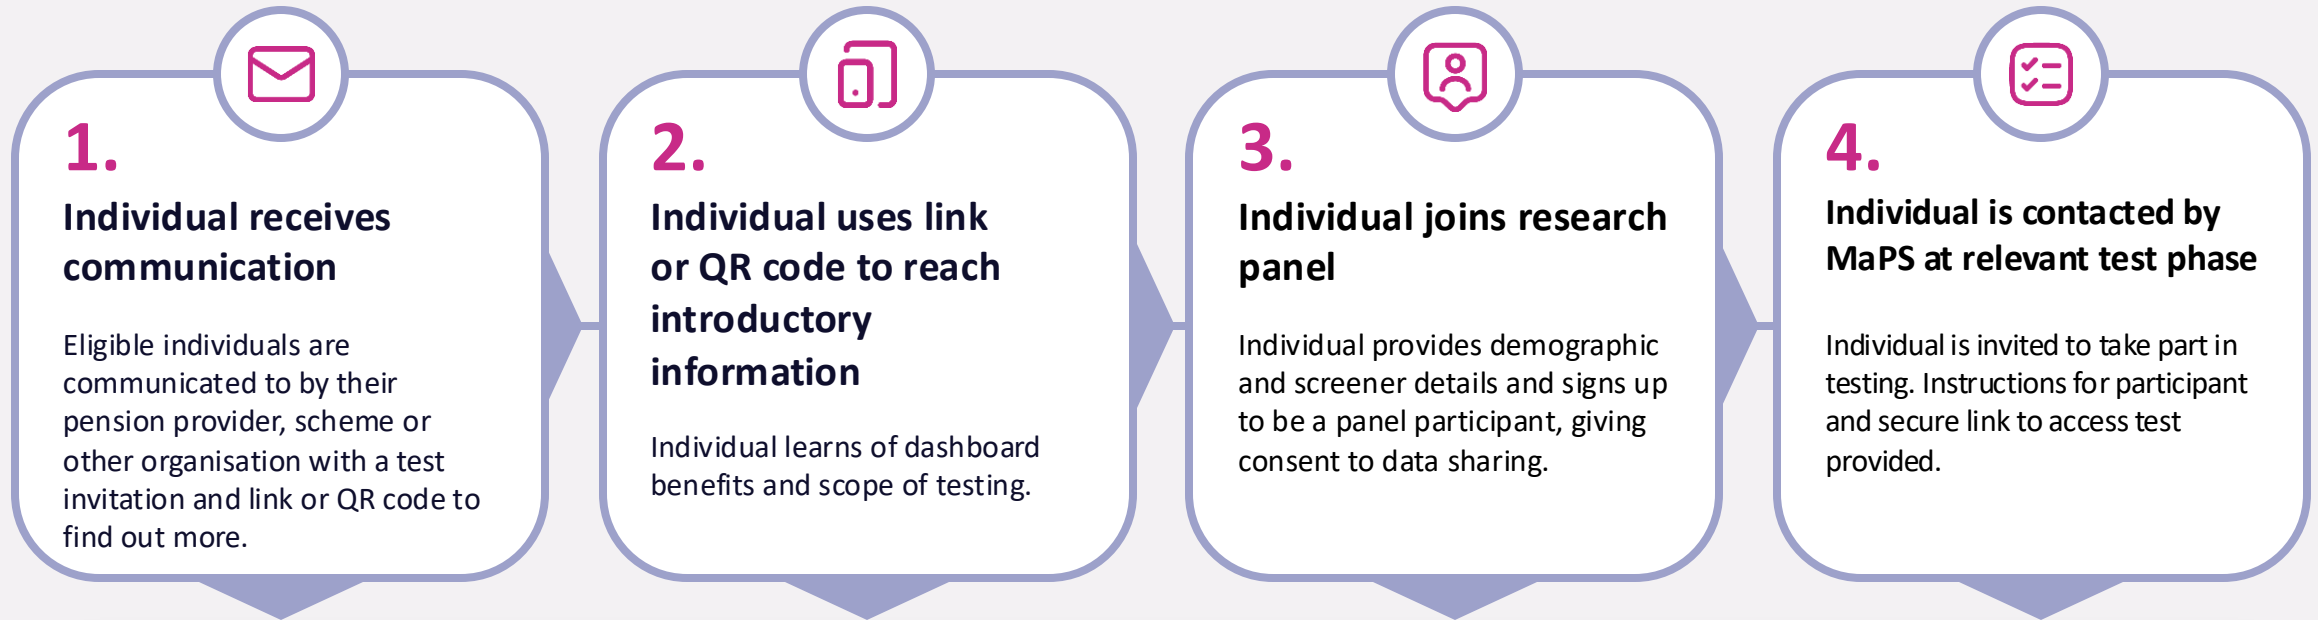 1.
Individual receives
communication
Eligible individuals are
communicated to by their
pension provider, scheme or
other organisation with a test
invitation and link or QR code to
find out more.
2.
Individual uses link
or QR code to reach
introductory
information
Individual learns of dashboard
benefits and scope of testing.
3.
Individual joins research
panel
Individual provides demographic
and screener details and signs up
to be a panel participant, giving
consent to data sharing.
4.
Individual is contacted by
MaPS at relevant test phase
Individual is invited to take part in
testing. Instructions for participant
and secure link to access test
provided.